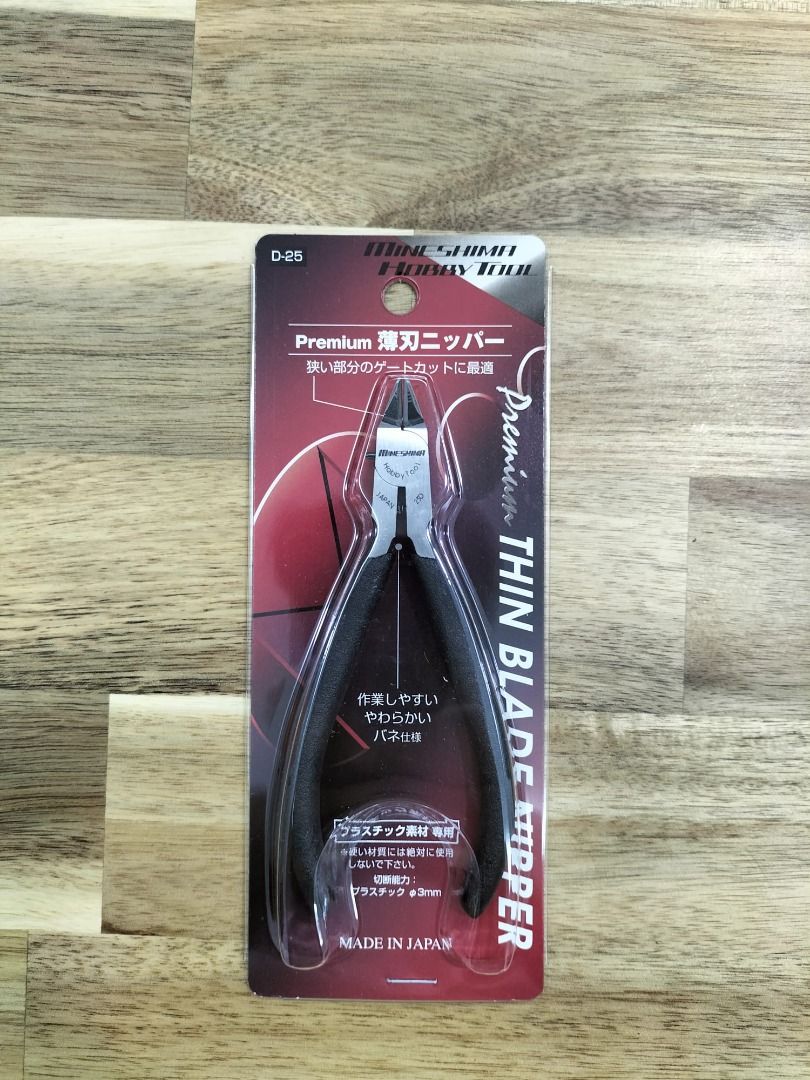 D-25
MINESHIMA
HOBBY TOOL
Premium 薄刃ニッパー
狭い部分のゲートカットに最適
MINESHIMA
HOBBY TOOL
JAPAN
Premium THIN BLADE NIPPER
作業しやすい
やわらかい
バネ仕様
プラスチック素材 専用
※硬い材質には絶対に使用
しないで下さい。
切断能力：
プラスチック φ3mm
MADE IN JAPAN